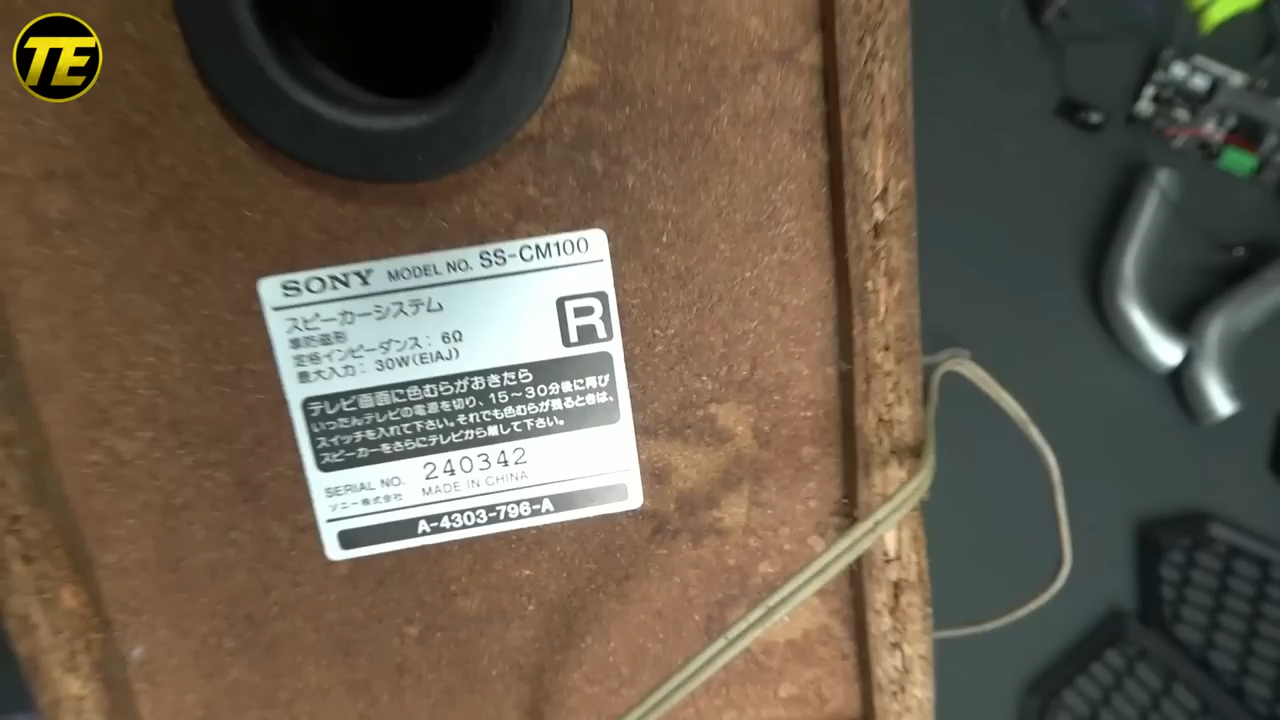 TE
SONY MODEL NO. SS-CM100
スピーカーシステム
R
準防磁形
定格インピーダンス: 6Ω
最大入力: 30W(EIAJ)
テレビ画面に色むらがおきたら
いったんテレビの電源を切り、15〜30分後に再び
スイッチを入れて下さい。それでも色むらが残るときは、
スピーカーをさらにテレビから離して下さい。
SERIAL NO. 240342
ソニー株式会社 MADE IN CHINA
A-4303-796-A